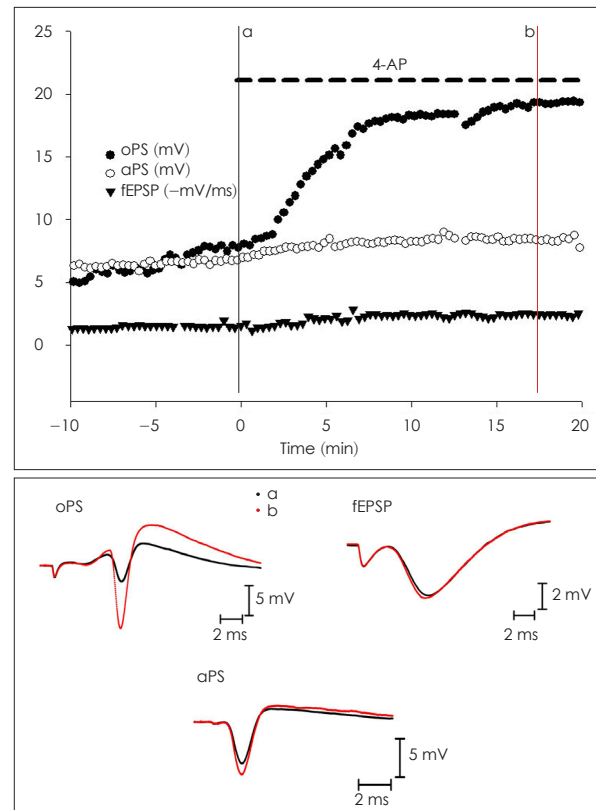 25
a
b
4-AP
20
oPS (mV)
aPS (mV)
fEPSP (−mV/ms)
15
10
5
0
−10
−5
0
5
10
15
20
Time (min)
oPS
a
b
fEPSP
5 mV
2 ms
2 mV
2 ms
aPS
5 mV
2 ms